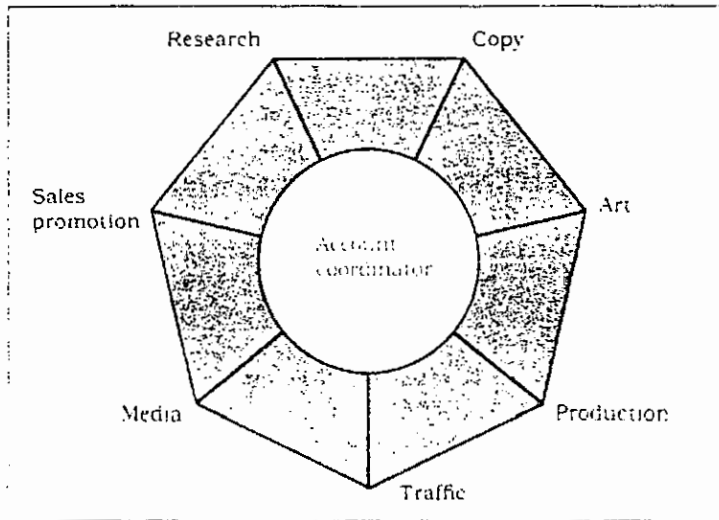 Research
Copy
Sales
promotion
Art
Account
coordinator
Media
Production
Traffic